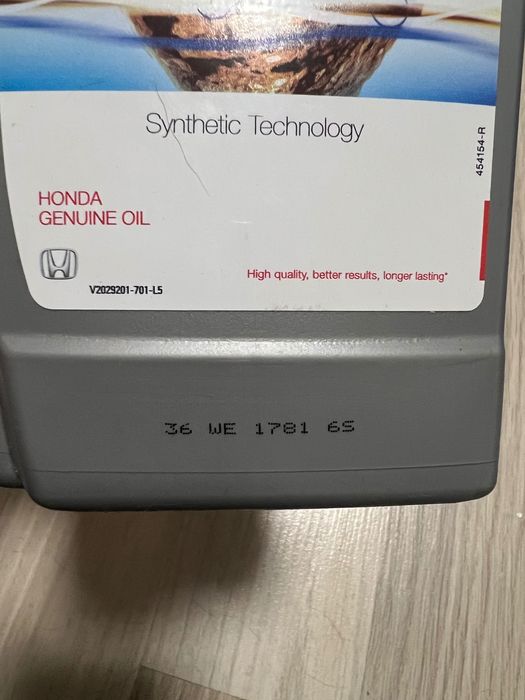 Synthetic Technology
454154-R
HONDA
GENUINE OIL
High quality, better results, longer lasting*
V2029201-701-L5
36 WE 1781 6S